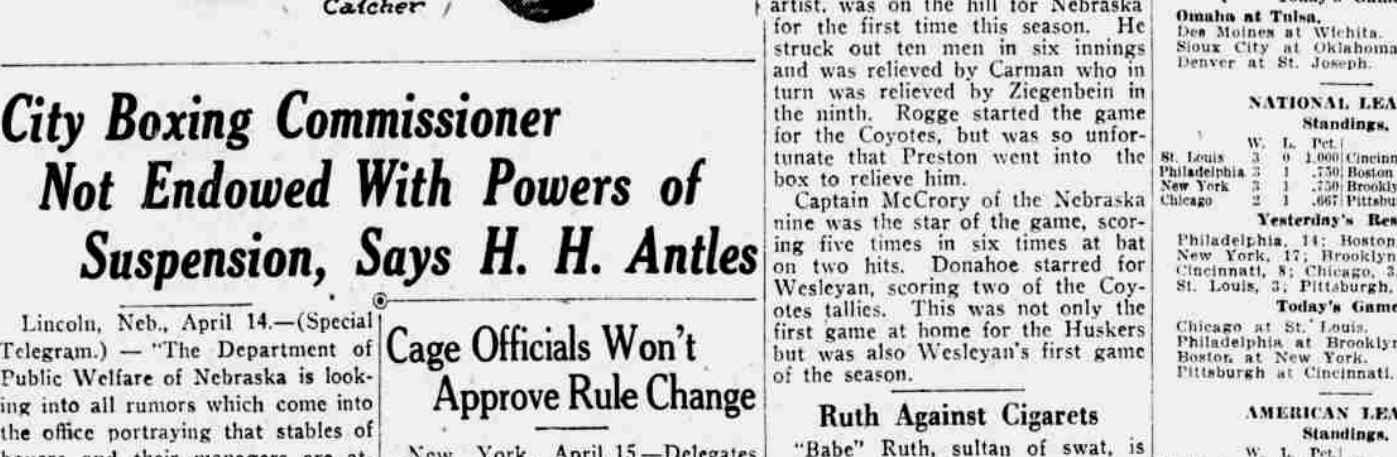 Catcher
City Boxing Commissioner
Not Endowed With Powers of
Suspension, Says H. H. Antles
Lincoln, Neb., April 14.—(Special
Telegram.) — "The Department of
Public Welfare of Nebraska is look-
ing into all rumors which come into
the office portraying that stables of
Cage Officials Won't
Approve Rule Change
New York, April 15.—Delegates
artist, was on the hill for Nebraska
for the first time this season. He
struck out ten men in six innings
and was relieved by Carman who in
turn was relieved by Ziegenbein in
the ninth. Rogge started the game
for the Coyotes, but was so unfor-
tunate that Preston went into the
box to relieve him.
Captain McCrory of the Nebraska
nine was the star of the game, scor-
ing five times in six times at bat
on two hits. Donahoe starred for
Wesleyan, scoring two of the Coy-
otes tallies. This was not only the
first game at home for the Huskers
but was also Wesleyan's first game
of the season.
Ruth Against Cigarets
"Babe" Ruth, sultan of swat, is
Omaha at Tulsa.
Des Moines at Wichita.
Sioux City at Oklahoma
Denver at St. Joseph.
NATIONAL LEA
Standings.
W. L. Pct.
St. Louis 3 0 1.000 Cincinn
Philadelphia 3 1 .750 Boston
New York 3 1 .750 Brookly
Chicago 2 1 .667 Pittsbu
Yesterday's Res
Philadelphia, 14; Boston
New York, 17; Brooklyn
Cincinnati, 8; Chicago, 3.
St. Louis, 3; Pittsburgh,
Today's Game
Chicago at St. Louis.
Philadelphia at Brooklyn
Boston at New York.
Pittsburgh at Cincinnati.
AMERICAN LEA
Standings.
W. L. Pct.